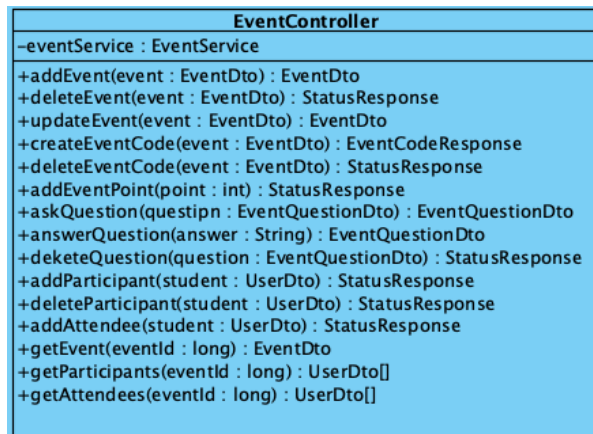 EventController
-eventService : EventService
+addEvent(event : EventDto) : EventDto
+deleteEvent(event : EventDto) : StatusResponse
+updateEvent(event : EventDto) : EventDto
+createEventCode(event : EventDto) : EventCodeResponse
+deleteEventCode(event : EventDto) : StatusResponse
+addEventPoint(point : int) : StatusResponse
+askQuestion(questipn : EventQuestionDto) : EventQuestionDto
+answerQuestion(answer : String) : EventQuestionDto
+deketeQuestion(question : EventQuestionDto) : StatusResponse
+addParticipant(student : UserDto) : StatusResponse
+deleteParticipant(student : UserDto) : StatusResponse
+addAttendee(student : UserDto) : StatusResponse
+getEvent(eventId : long) : EventDto
+getParticipants(eventId : long) : UserDto[]
+getAttendees(eventId : long) : UserDto[]